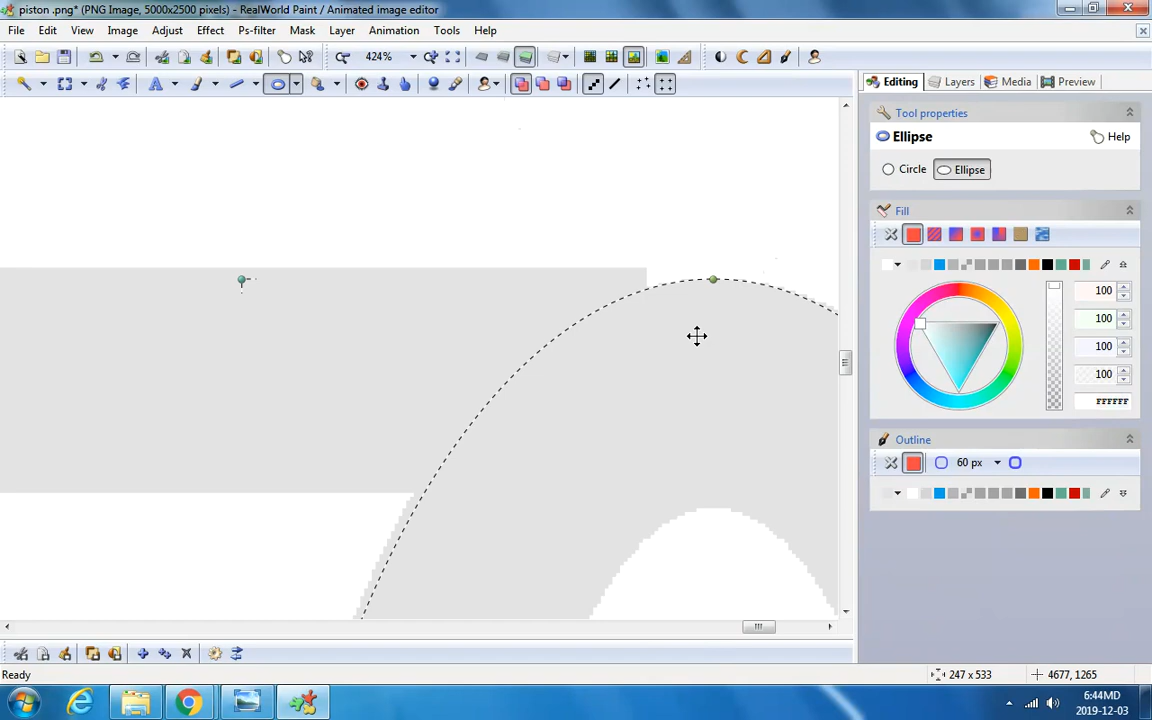 piston .png* (PNG Image, 5000x2500 pixels) - RealWorld Paint / Animated image editor
File Edit View Image Adjust Effect Ps-filter Mask Layer Animation Tools Help
424%
Editing Layers Media Preview
Tool properties
Ellipse Help
Circle Ellipse
Fill
100
100
100
100
FFFFFF
Outline
60 px
Ready 247 x 533 4677, 1265
6:44MD
2019-12-03